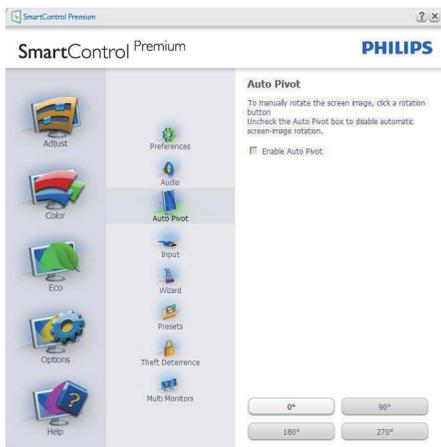 SmartControl Premium
SmartControl Premium
PHILIPS
Adjust
Color
Eco
Options
Help
Preferences
Audio
Auto Pivot
Input
Wizard
Presets
Theft Deterrence
Multi Monitors
Auto Pivot
To manually rotate the screen image, click a rotation
button
Uncheck the Auto Pivot box to disable automatic
screen-image rotation.
Enable Auto Pivot
0°
90°
180°
270°